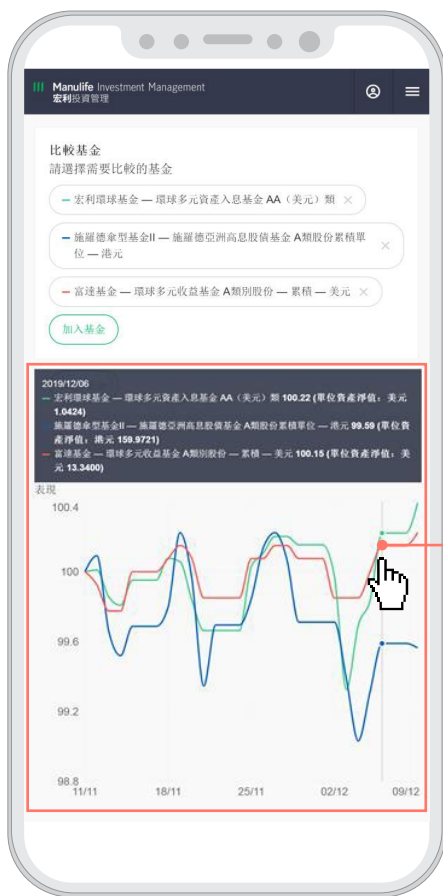 Manulife Investment Management
宏利投資管理
比較基金
請選擇需要比較的基金
宏利環球基金 — 環球多元資產入息基金 AA（美元）類 ×
施羅德傘型基金II — 施羅德亞洲高息股債基金 A類股份累積單
位 — 港元 ×
富達基金 — 環球多元收益基金 A類別股份 — 累積 — 美元 ×
加入基金
2019/12/06
宏利環球基金 — 環球多元資產入息基金 AA（美元）類 100.22 (單位資產淨值：美元
1.0424)
施羅德傘型基金II — 施羅德亞洲高息股債基金 A類股份累積單位 — 港元 99.59 (單位資
產淨值：港元 159.9721)
富達基金 — 環球多元收益基金 A類別股份 — 累積 — 美元 100.15 (單位資產淨值：美
元 13.3400)
表現
100.4
100
99.6
99.2
98.8
11/11 18/11 25/11 02/12 09/12